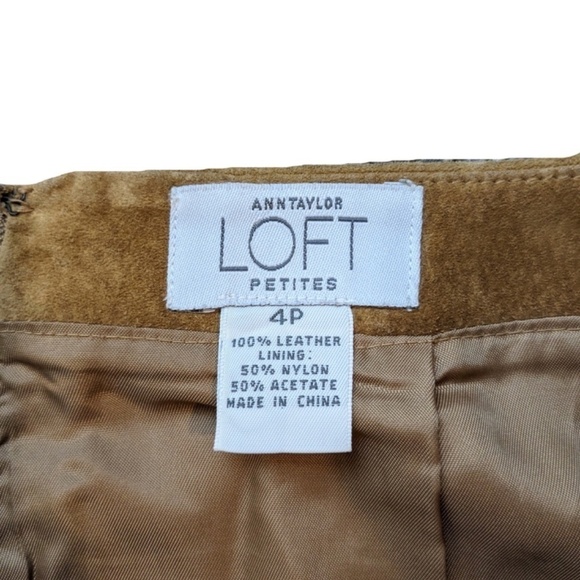 ANNTAYLOR
LOFT
PETITES
4P
100% LEATHER
LINING:
50% NYLON
50% ACETATE
MADE IN CHINA